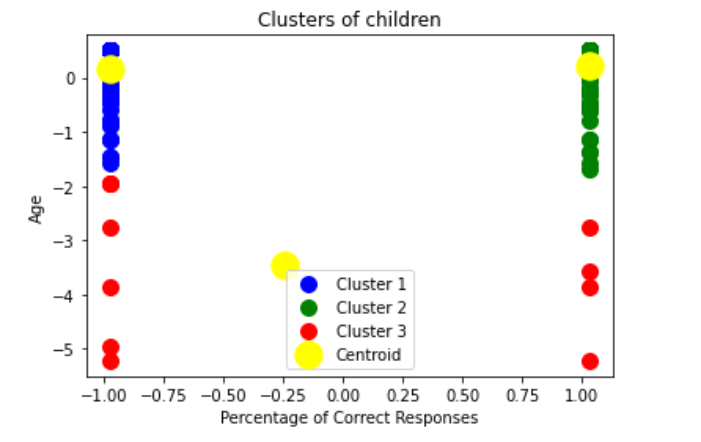 Clusters of children
0
−1
−2
−3
−4
−5
Age
Cluster 1
Cluster 2
Cluster 3
Centroid
−1.00 −0.75 −0.50 −0.25 0.00 0.25 0.50 0.75 1.00
Percentage of Correct Responses